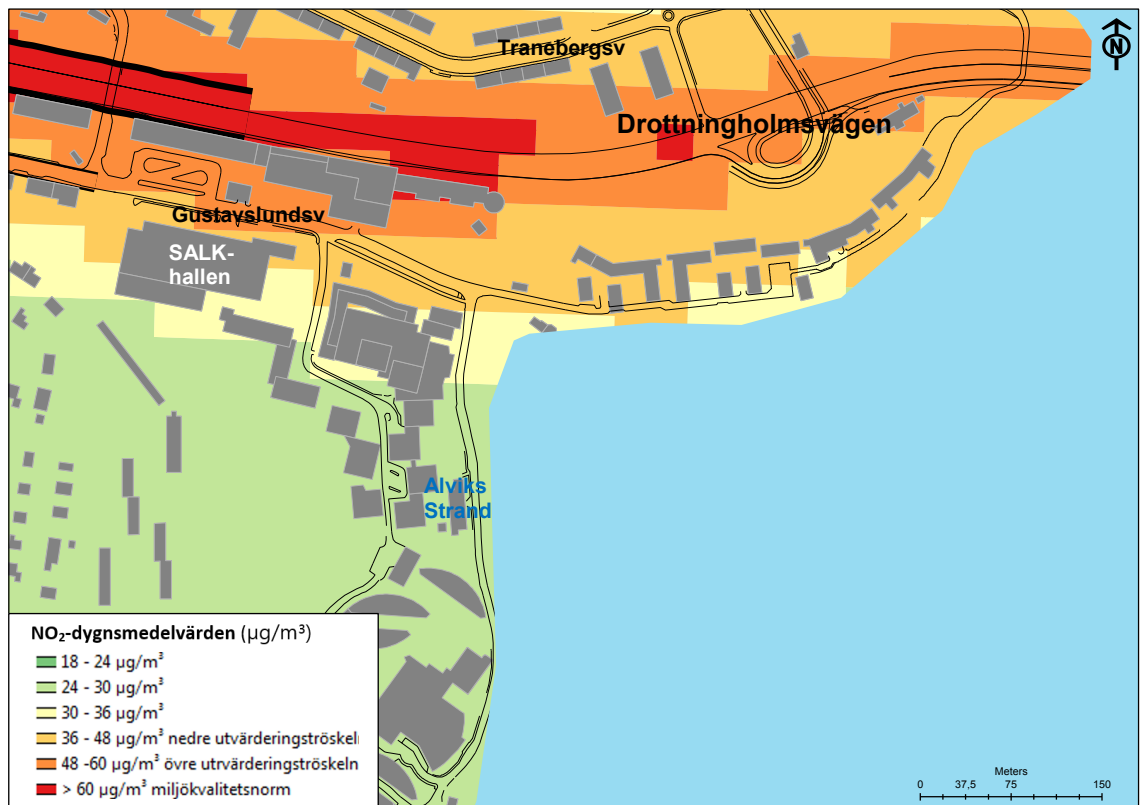 Tranebergsv
N
Drottningholmsvägen
Gustavslundsv
SALK-
hallen
Alviks
Strand
NO₂-dygnsmedelvärden (µg/m³)
18 - 24 µg/m³
24 - 30 µg/m³
30 - 36 µg/m³
36 - 48 µg/m³ nedre utvärderingströskeln
48 -60 µg/m³ övre utrvärderingströskeln
> 60 µg/m³ miljökvalitetsnorm
Meters
0 37,5 75 150